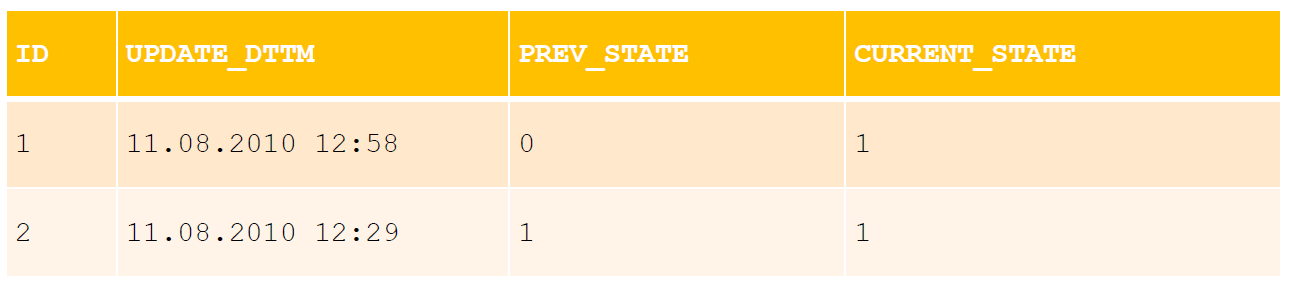 ID UPDATE_DTTM PREV_STATE CURRENT_STATE
1 11.08.2010 12:58 0 1
2 11.08.2010 12:29 1 1